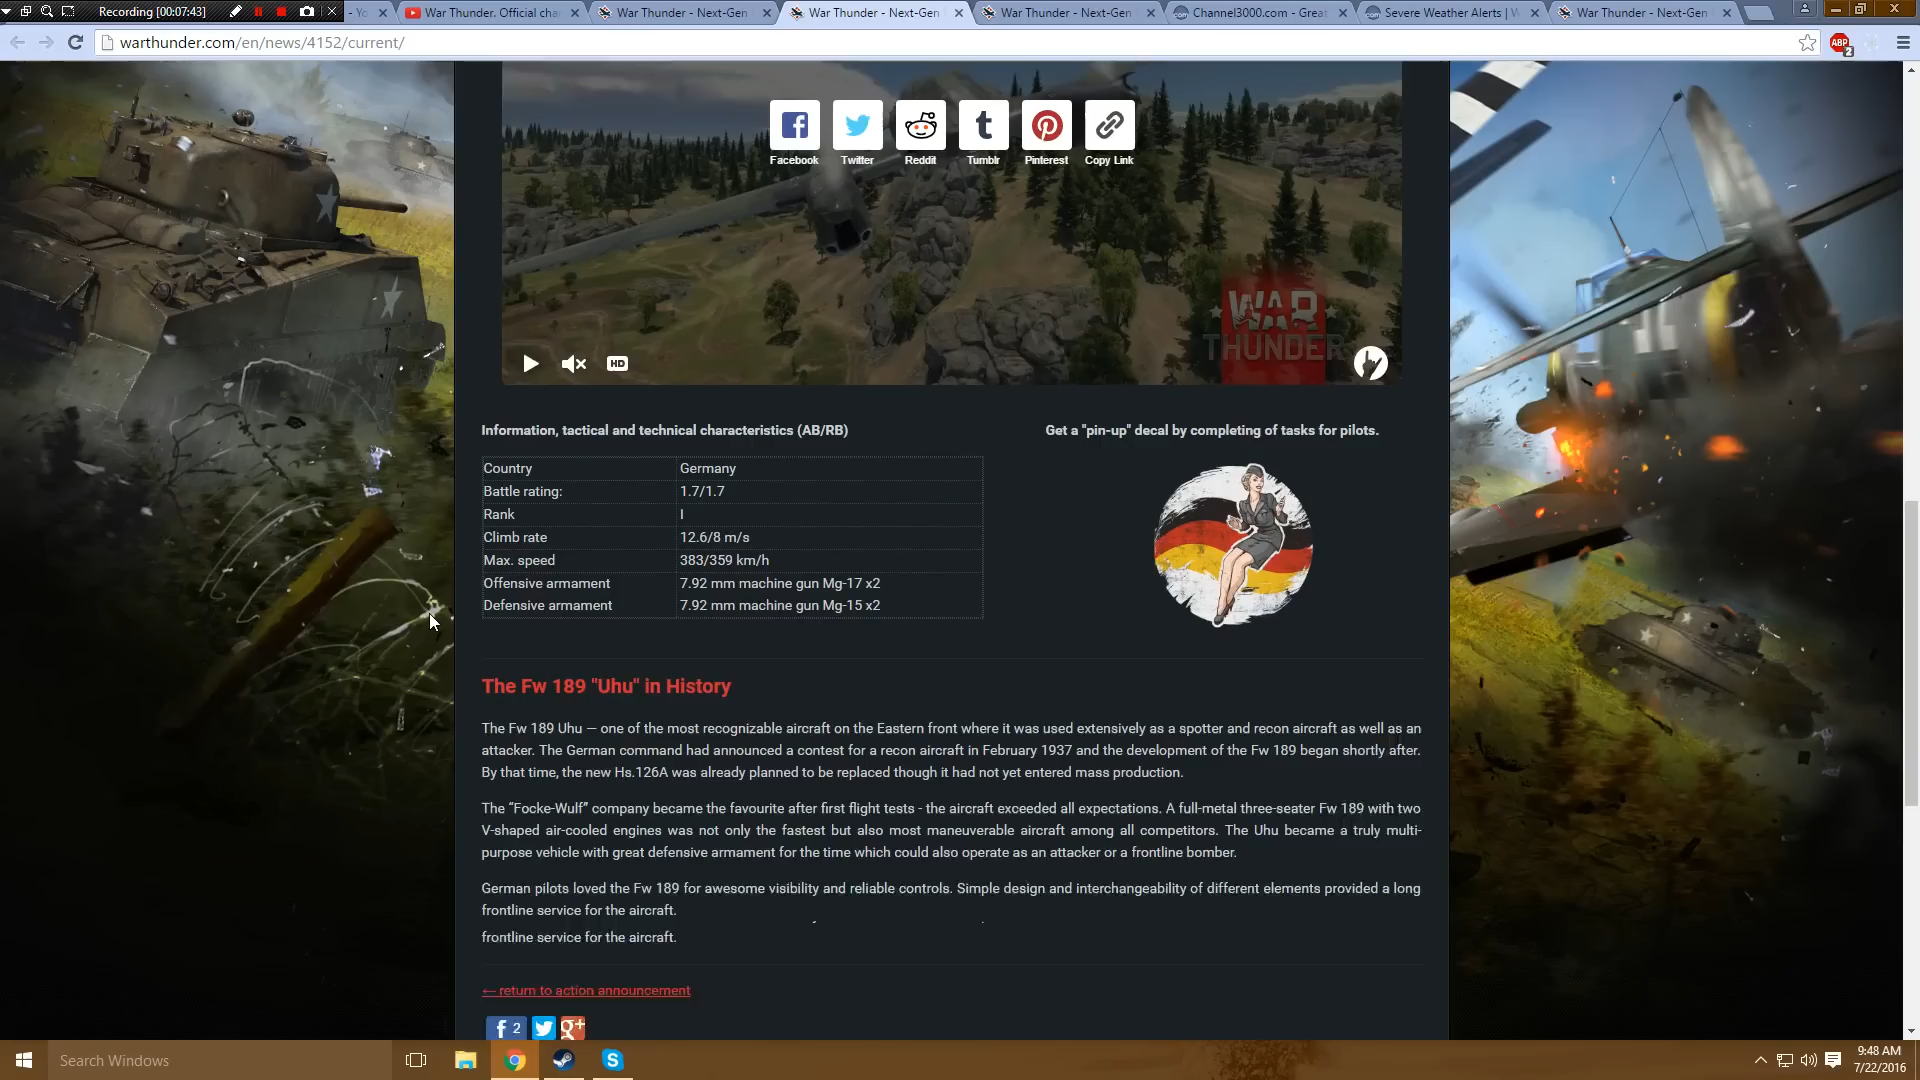 Recording [00:07:43]
- Yo
War Thunder. Official cha
War Thunder - Next-Gen
War Thunder - Next-Gen
War Thunder - Next-Gen
Channel3000.com - Great
Severe Weather Alerts | W
War Thunder - Next-Gen
warthunder.com/en/news/4152/current/
ABP
2
Facebook
Twitter
Reddit
Tumblr
Pinterest
Copy Link
WAR
THUNDER
HD
Information, tactical and technical characteristics (AB/RB)
Get a "pin-up" decal by completing of tasks for pilots.
Country Germany
Battle rating: 1.7/1.7
Rank I
Climb rate 12.6/8 m/s
Max. speed 383/359 km/h
Offensive armament 7.92 mm machine gun Mg-17 x2
Defensive armament 7.92 mm machine gun Mg-15 x2
The Fw 189 "Uhu" in History
The Fw 189 Uhu — one of the most recognizable aircraft on the Eastern front where it was used extensively as a spotter and recon aircraft as well as an
attacker. The German command had announced a contest for a recon aircraft in February 1937 and the development of the Fw 189 began shortly after.
By that time, the new Hs.126A was already planned to be replaced though it had not yet entered mass production.
The “Focke-Wulf” company became the favourite after first flight tests - the aircraft exceeded all expectations. A full-metal three-seater Fw 189 with two
V-shaped air-cooled engines was not only the fastest but also most maneuverable aircraft among all competitors. The Uhu became a truly multi-
purpose vehicle with great defensive armament for the time which could also operate as an attacker or a frontline bomber.
German pilots loved the Fw 189 for awesome visibility and reliable controls. Simple design and interchangeability of different elements provided a long
frontline service for the aircraft.
frontline service for the aircraft.
← return to action announcement
f 2
g+
Search Windows
9:48 AM
7/22/2016